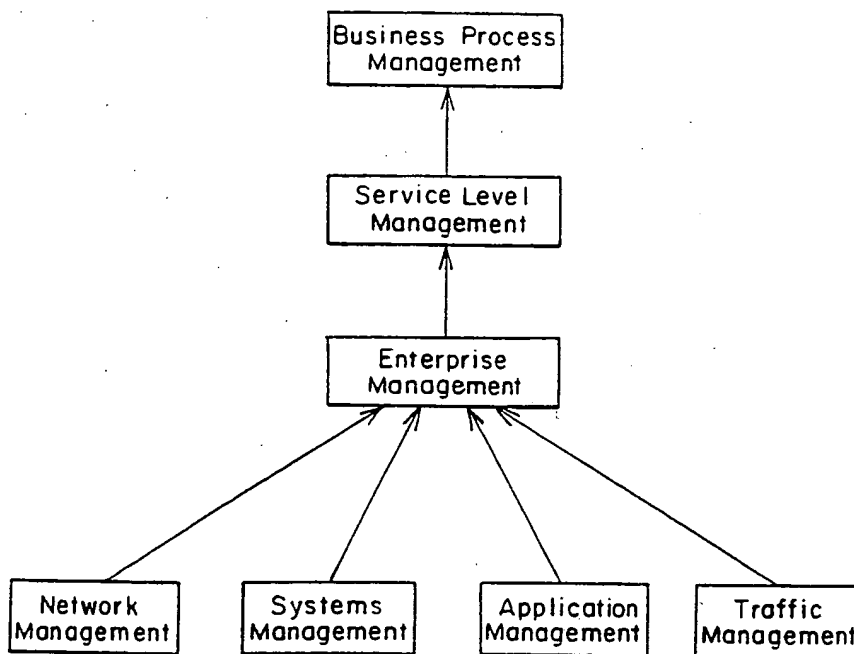 Business Process
Management
Service Level
Management
Enterprise
Management
Network
Management
Systems
Management
Application
Management
Traffic
Management